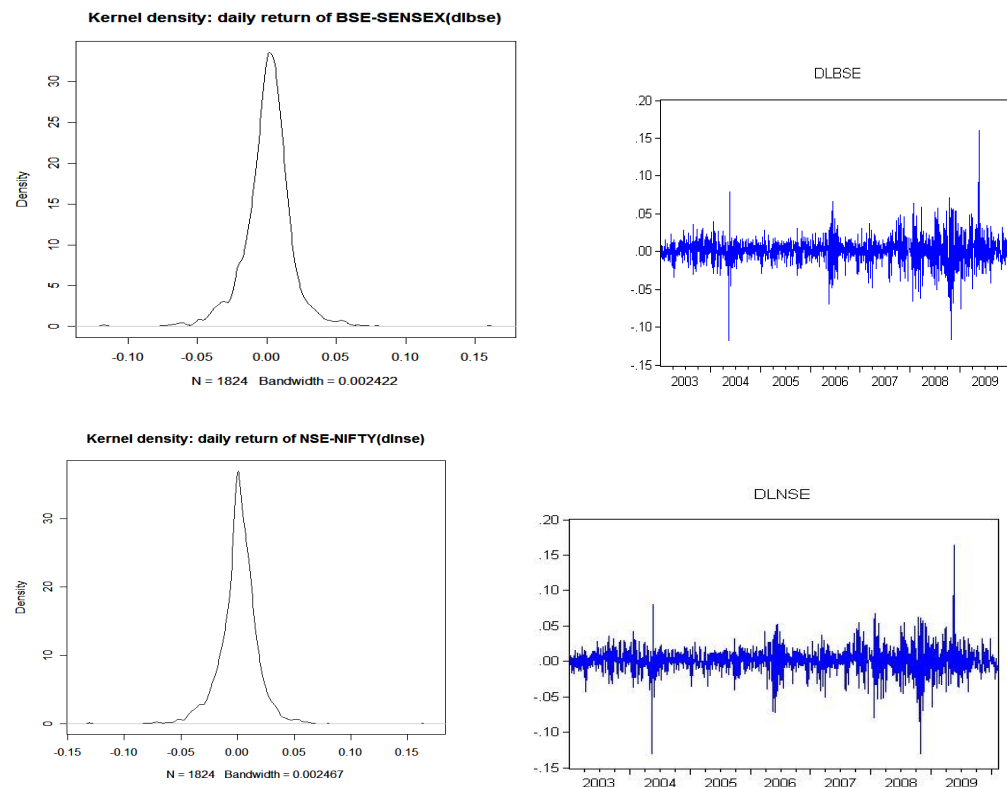 Kernel density: daily return of BSE-SENSEX(dlbse)
Density
30
25
20
15
10
5
0
-0.10 -0.05 0.00 0.05 0.10 0.15
N = 1824 Bandwidth = 0.002422
DLBSE
.20
.15
.10
.05
.00
-.05
-.10
-.15
2003 2004 2005 2006 2007 2008 2009
Kernel density: daily return of NSE-NIFTY(dlnse)
Density
30
20
10
0
-0.15 -0.10 -0.05 0.00 0.05 0.10 0.15
N = 1824 Bandwidth = 0.002467
DLNSE
.20
.15
.10
.05
.00
-.05
-.10
-.15
2003 2004 2005 2006 2007 2008 2009